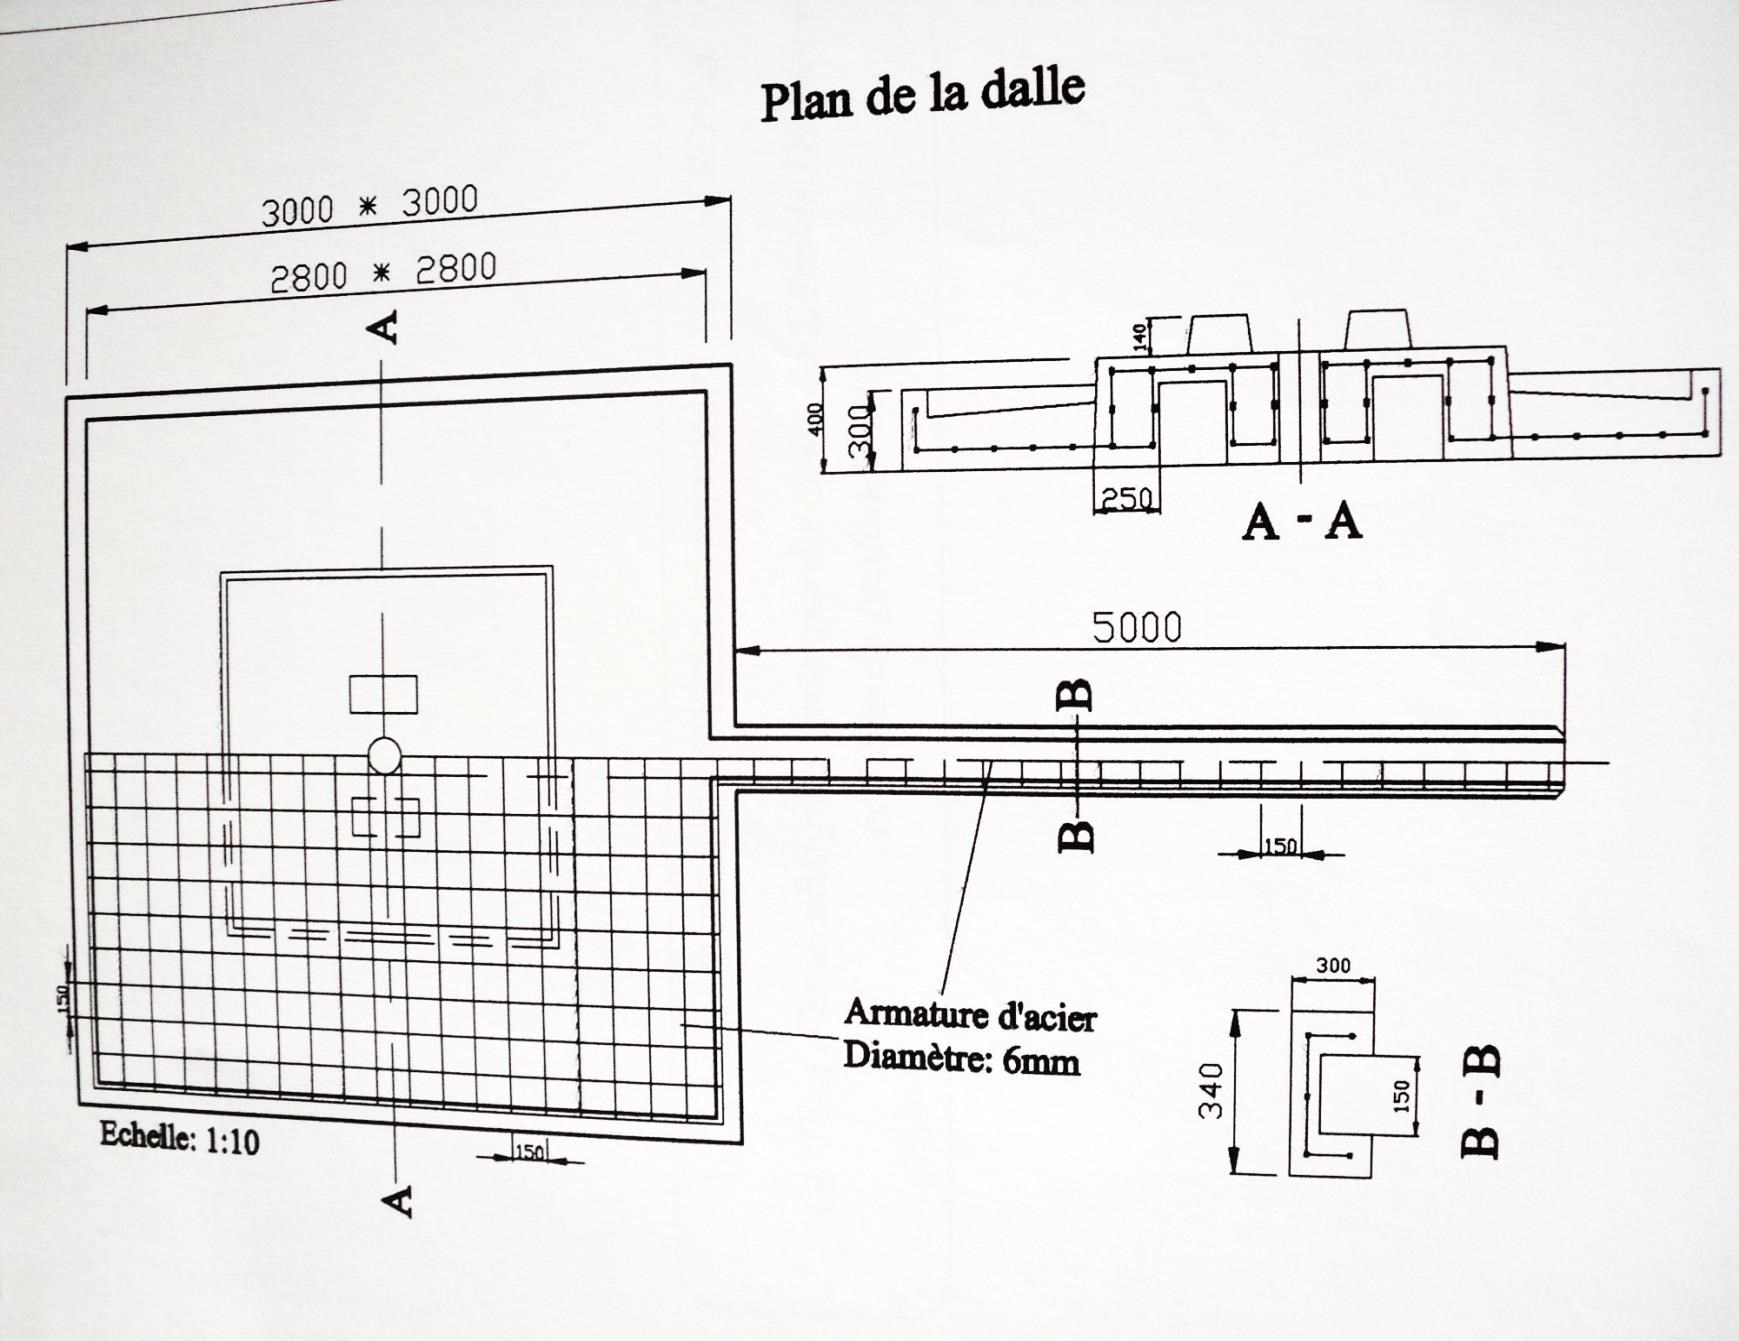 Plan de la dalle
3000 * 3000
2800 * 2800
A
140
400
300
250
A - A
5000
B
B
150
150
Armature d'acier
Diamètre: 6mm
300
340
150
B - B
Echelle: 1:10
150
A